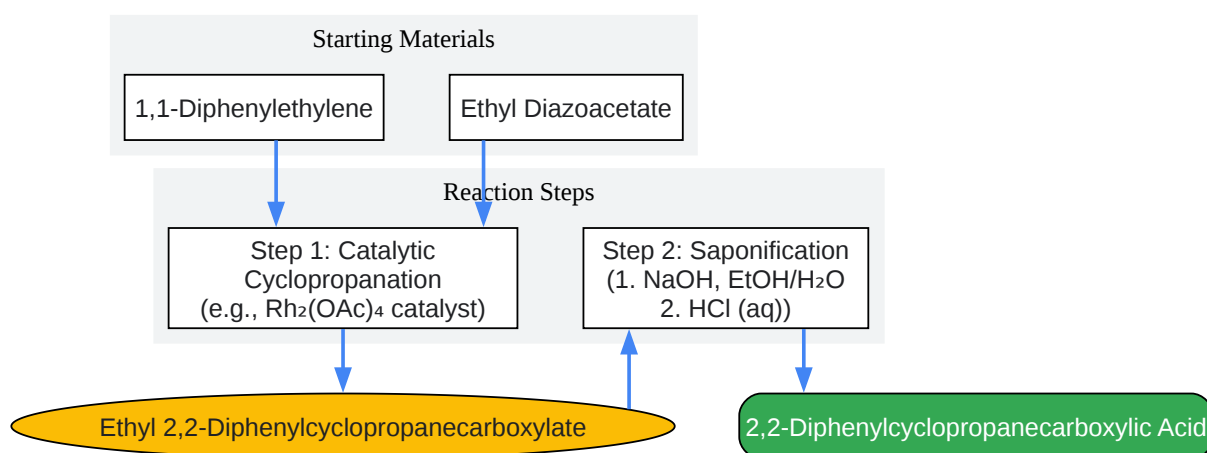 Starting Materials
1,1-Diphenylethylene
Ethyl Diazoacetate
Reaction Steps
Step 1: Catalytic
Cyclopropanation
(e.g., Rh₂(OAc)₄ catalyst)
Step 2: Saponification
(1. NaOH, EtOH/H₂O
2. HCl (aq))
Ethyl 2,2-Diphenylcyclopropanecarboxylate
2,2-Diphenylcyclopropanecarboxylic Acid